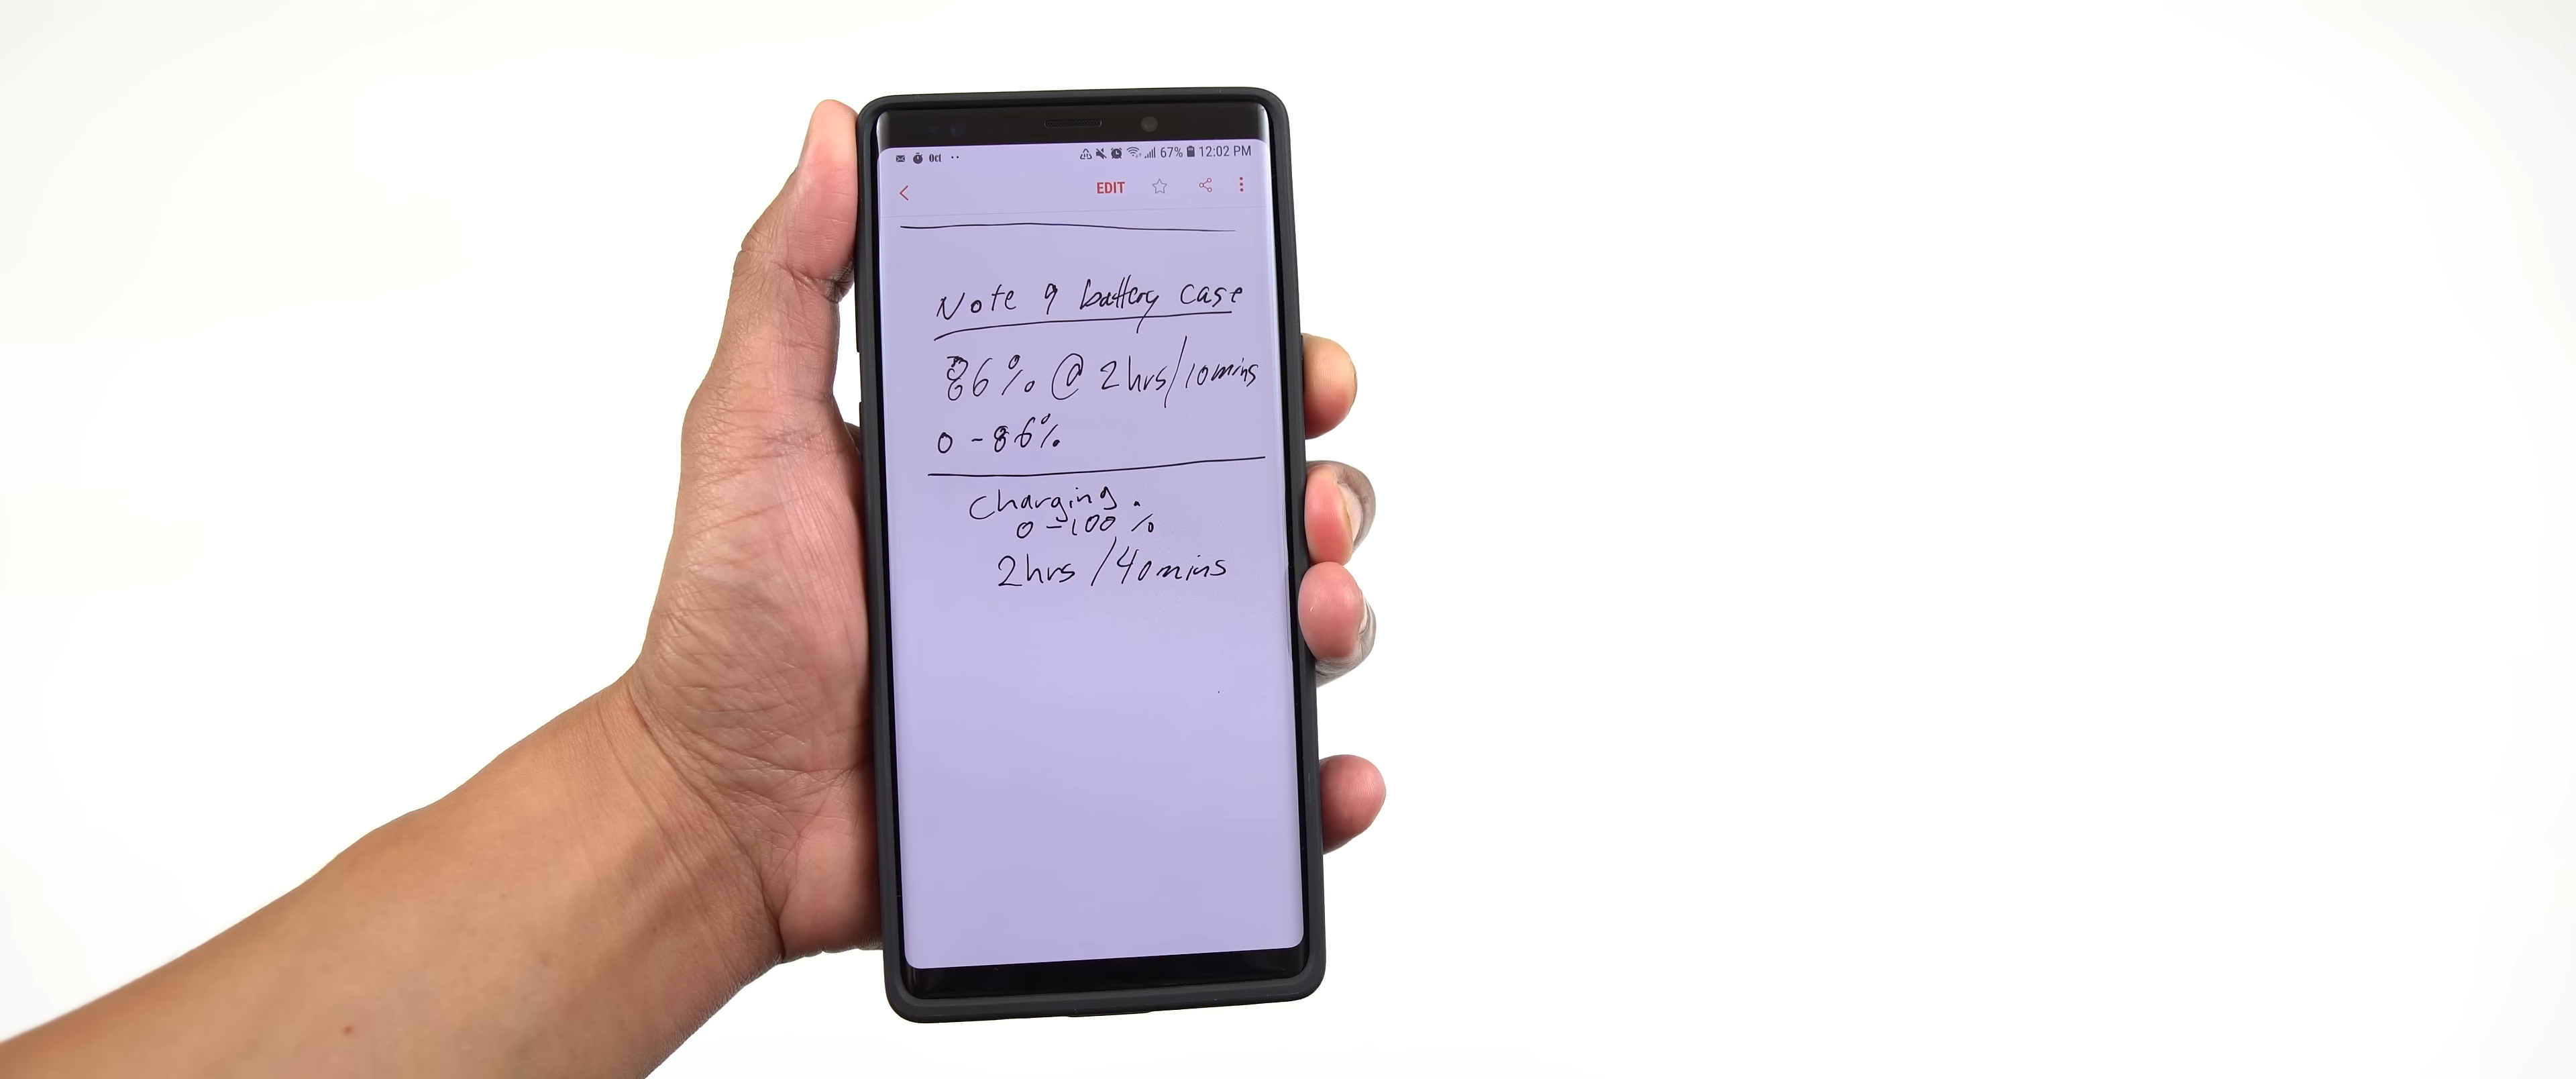 Oct 67% 12:02 PM
EDIT
Note 9 battery case
86% @ 2hrs/10mins
0-86%
Charging.
0-100%
2hrs/40mins